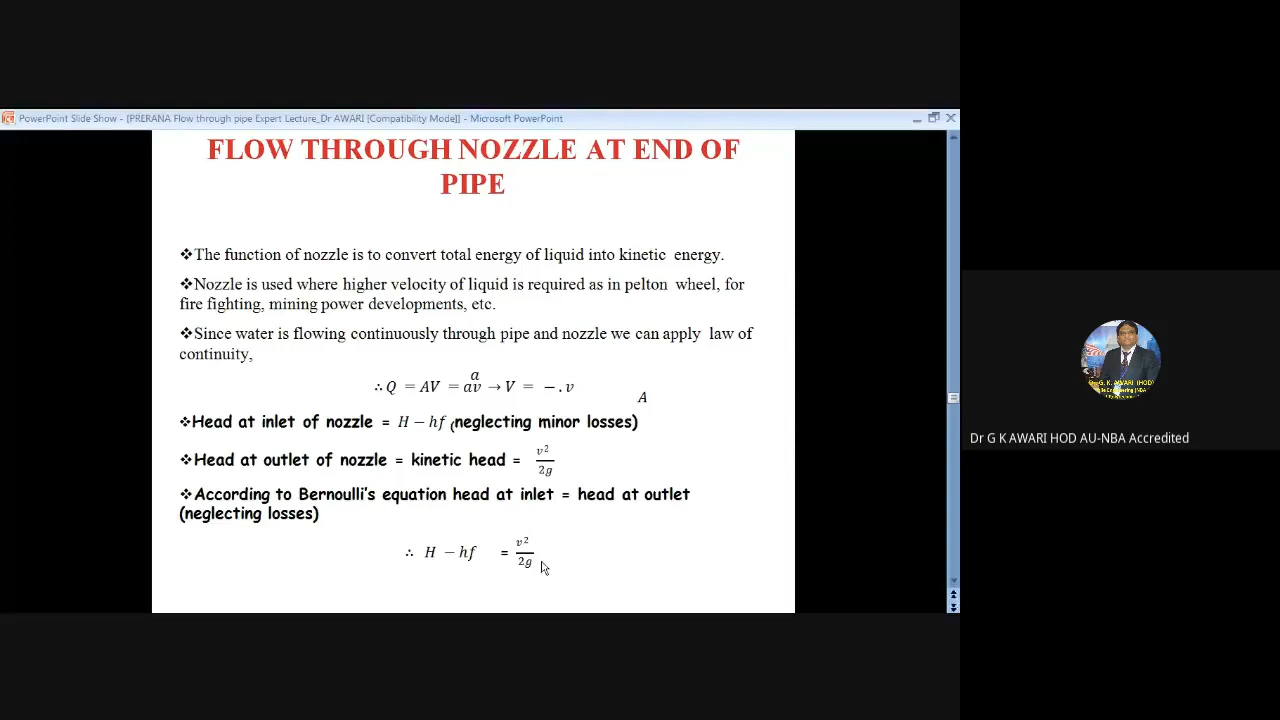 PowerPoint Slide Show - [PRERANA Flow through pipe Expert Lecture_Dr AWARI [Compatibility Mode]] - Microsoft PowerPoint
FLOW THROUGH NOZZLE AT END OF
PIPE
❖The function of nozzle is to convert total energy of liquid into kinetic energy.
❖Nozzle is used where higher velocity of liquid is required as in pelton wheel, for
fire fighting, mining power developments, etc.
❖Since water is flowing continuously through pipe and nozzle we can apply law of
continuity,
a
∴ Q = AV = av → V = −. v
A
❖Head at inlet of nozzle = H − hf (neglecting minor losses)
❖Head at outlet of nozzle = kinetic head = v²/2g
❖According to Bernoulli's equation head at inlet = head at outlet
(neglecting losses)
∴ H − hf = v²/2g
Dr G K AWARI HOD AU-NBA Accredited